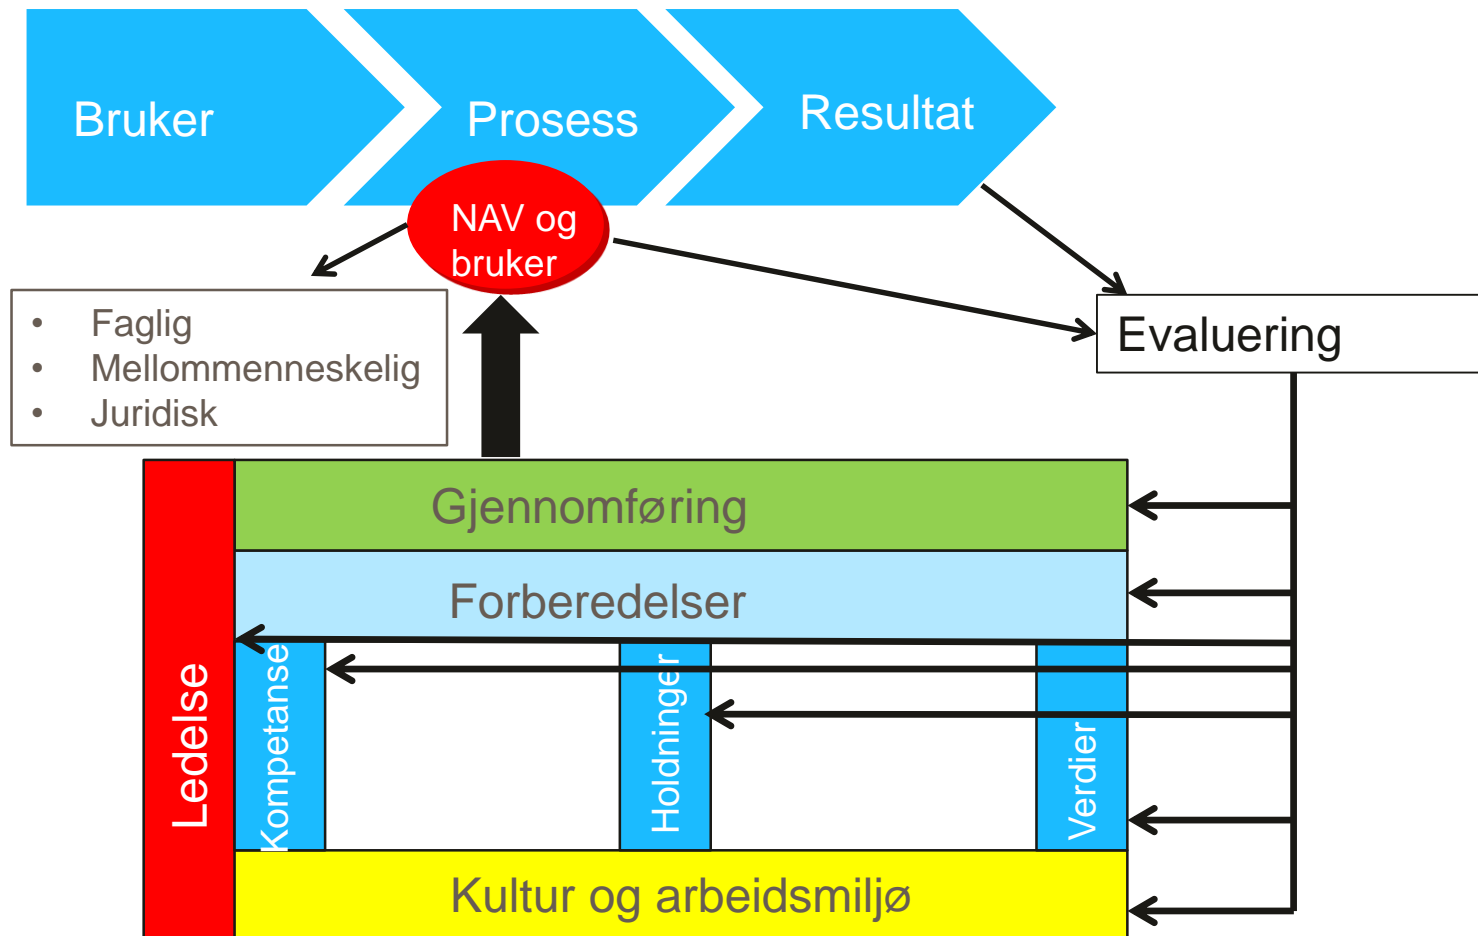 Bruker
Prosess
Resultat
NAV og
bruker
• Faglig
• Mellommenneskelig
• Juridisk
Evaluering
Gjennomføring
Forberedelser
Ledelse
Kompetanse
Holdninger
Verdier
Kultur og arbeidsmiljø